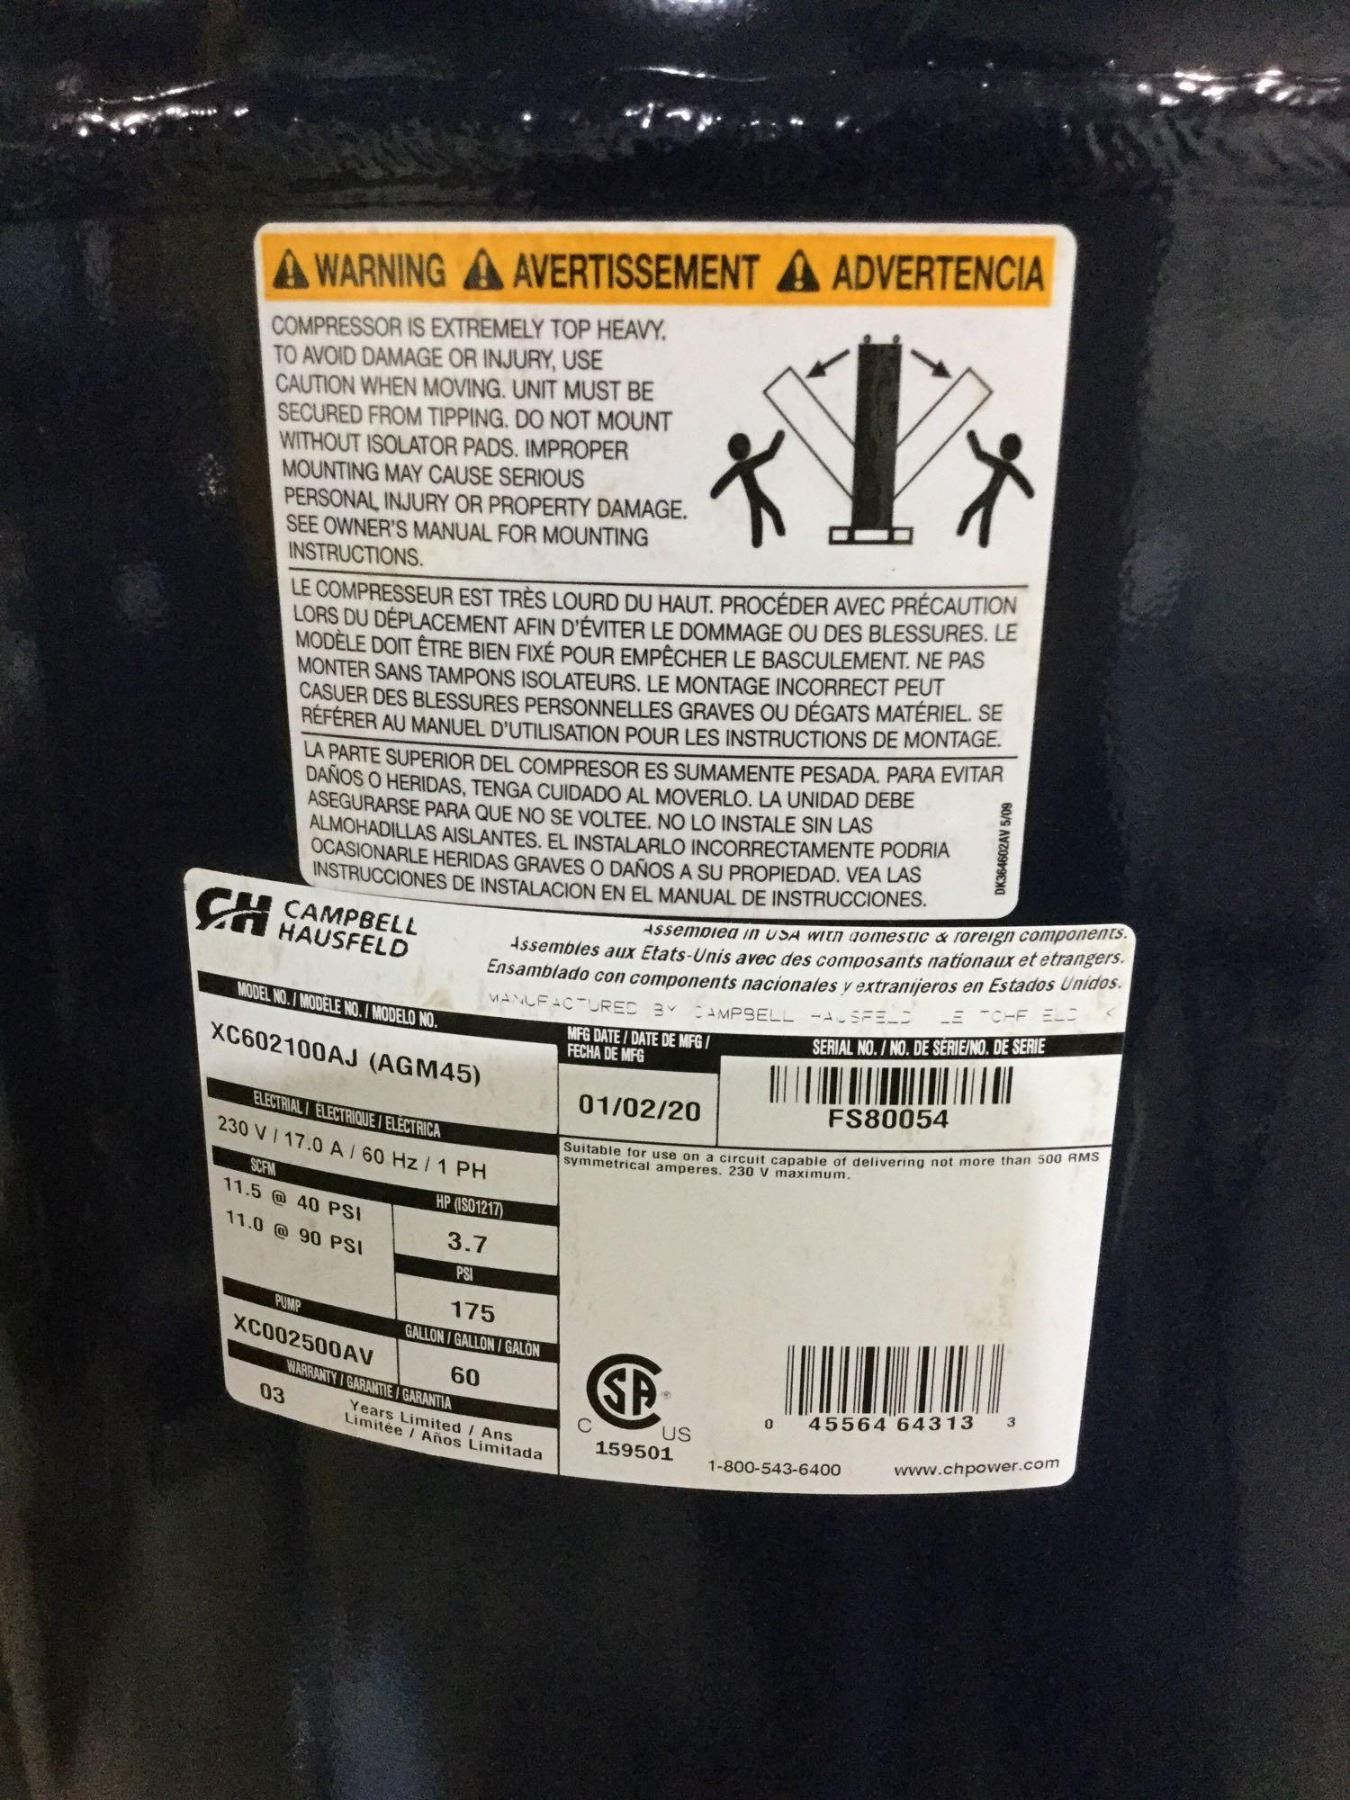 WARNING AVERTISSEMENT ADVERTENCIA
COMPRESSOR IS EXTREMELY TOP HEAVY.
TO AVOID DAMAGE OR INJURY, USE
CAUTION WHEN MOVING. UNIT MUST BE
SECURED FROM TIPPING. DO NOT MOUNT
WITHOUT ISOLATOR PADS. IMPROPER
MOUNTING MAY CAUSE SERIOUS
PERSONAL INJURY OR PROPERTY DAMAGE.
SEE OWNER'S MANUAL FOR MOUNTING
INSTRUCTIONS.
LE COMPRESSEUR EST TRÈS LOURD DU HAUT. PROCÉDER AVEC PRÉCAUTION
LORS DU DÉPLACEMENT AFIN D'ÉVITER LE DOMMAGE OU DES BLESSURES. LE
MODÈLE DOIT ÊTRE BIEN FIXÉ POUR EMPÊCHER LE BASCULEMENT. NE PAS
MONTER SANS TAMPONS ISOLATEURS. LE MONTAGE INCORRECT PEUT
CASUER DES BLESSURES PERSONNELLES GRAVES OU DÉGATS MATÉRIEL. SE
RÉFÉRER AU MANUEL D'UTILISATION POUR LES INSTRUCTIONS DE MONTAGE.
LA PARTE SUPERIOR DEL COMPRESOR ES SUMAMENTE PESADA. PARA EVITAR
DAÑOS O HERIDAS, TENGA CUIDADO AL MOVERLO. LA UNIDAD DEBE
ASEGURARSE PARA QUE NO SE VOLTEE. NO LO INSTALE SIN LAS
ALMOHADILLAS AISLANTES. EL INSTALARLO INCORRECTAMENTE PODRIA
OCASIONARLE HERIDAS GRAVES O DAÑOS A SU PROPIEDAD. VEA LAS
INSTRUCCIONES DE INSTALACION EN EL MANUAL DE INSTRUCCIONES.
DK364602AV 5/09
CH CAMPBELL
HAUSFELD
Assembled in USA with domestic & foreign components.
Assembles aux Etats-Unis avec des composants nationaux et etrangers.
Ensamblado con componentes nacionales y extranijeros en Estados Unidos.
MANUFACTURED BY CAMPBELL HAUSFELD
MODEL NO. / MODÈLE NO. / MODELO NO.
XC602100AJ (AGM45)
ELECTRIAL / ÉLECTRIQUE / ELÉCTRICA
230 V / 17.0 A / 60 Hz / 1 PH
SCFM
11.5 @ 40 PSI
11.0 @ 90 PSI
HP (ISO1217)
3.7
PSI
175
PUMP
XC002500AV
GALLON / GALLON / GALÓN
60
WARRANTY / GARANTIE / GARANTIA
03 Years Limited / Ans
Limitée / Años Limitada
MFG DATE / DATE DE MFG /
FECHA DE MFG
01/02/20
SERIAL NO. / NO. DE SÉRIE/NO. DE SERIE
FS80054
Suitable for use on a circuit capable of delivering not more than 500 RMS
symmetrical amperes. 230 V maximum.
SA ®
C US
159501
0 45564 64313 3
1-800-543-6400 www.chpower.com